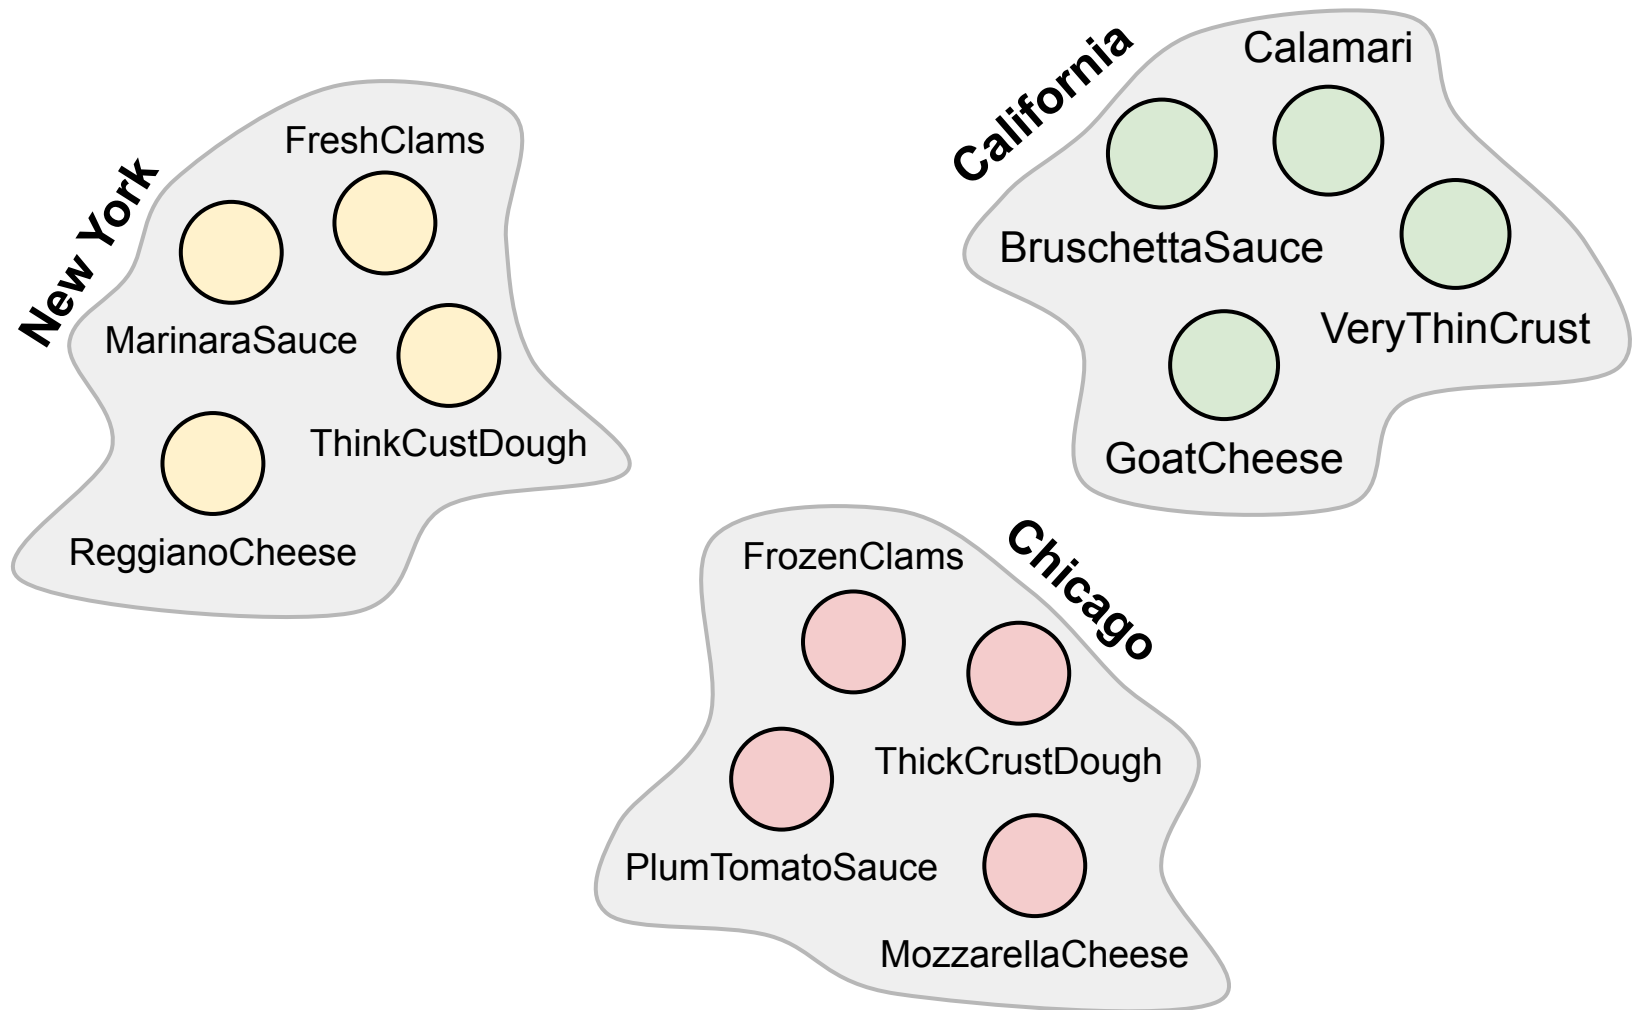 New York
FreshClams
MarinaraSauce
ThinkCustDough
ReggianoCheese
California
Calamari
BruschettaSauce
VeryThinCrust
GoatCheese
Chicago
FrozenClams
ThickCrustDough
PlumTomatoSauce
MozzarellaCheese